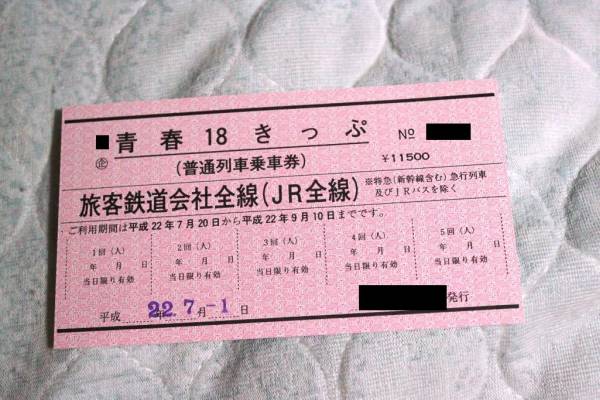 青春18きっぷ
№
企
(普通列車乗車券)
¥11500
旅客鉄道会社全線(JR全線)
※特急(新幹線含む)急行列車
及びJRバスを除く
ご利用期間は平成22年7月20日から平成22年9月10日までです。
1回(人) 2回(人) 3回(人) 4回(人) 5回(人)
年 月 日 年 月 日 年 月 日 年 月 日 年 月 日
当日限り有効 当日限り有効 当日限り有効 当日限り有効 当日限り有効
平成 22.年 7月-1日
発行